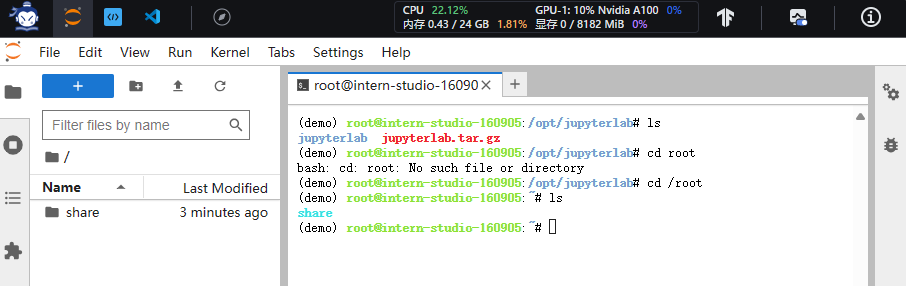 CPU 22.12% GPU-1: 10% Nvidia A100 0%
内存 0.43 / 24 GB 1.81% 显存 0 / 8192 MiB 0%
File Edit View Run Kernel Tabs Settings Help
root@intern-studio-16090
Filter files by name
/
Name Last Modified
share 3 minutes ago
(demo) root@intern-studio-160905:/opt/jupyterlab# ls
jupyterlab jupyterlab.tar.gz
(demo) root@intern-studio-160905:/opt/jupyterlab# cd root
bash: cd: root: No such file or directory
(demo) root@intern-studio-160905:/opt/jupyterlab# cd /root
(demo) root@intern-studio-160905:~# ls
share
(demo) root@intern-studio-160905:~#